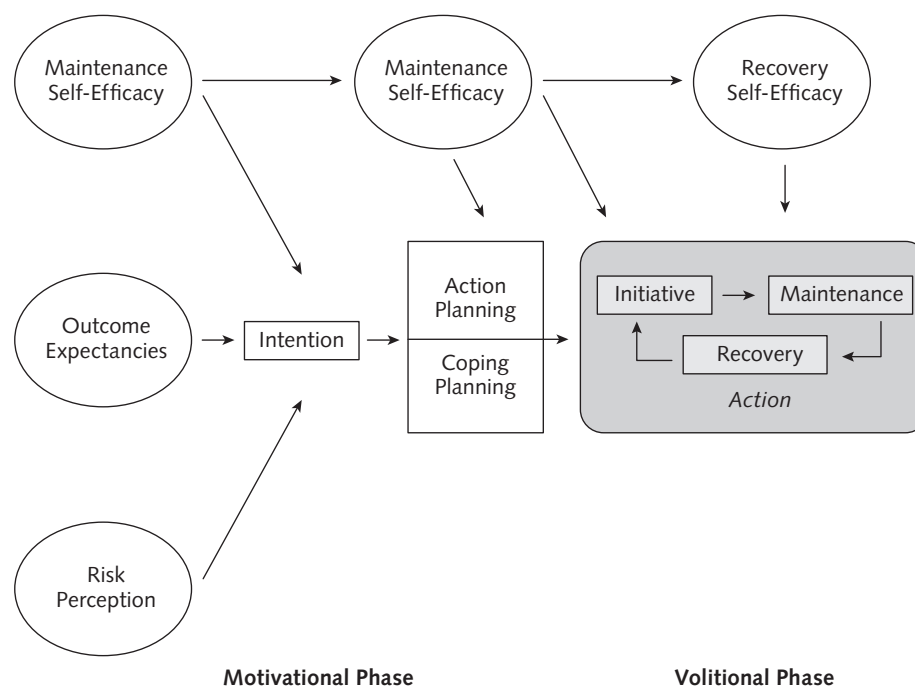 Maintenance
Self-Efficacy
Maintenance
Self-Efficacy
Recovery
Self-Efficacy
Outcome
Expectancies
Intention
Action
Planning
Coping
Planning
Initiative
Maintenance
Recovery
Action
Risk
Perception
Motivational Phase
Volitional Phase